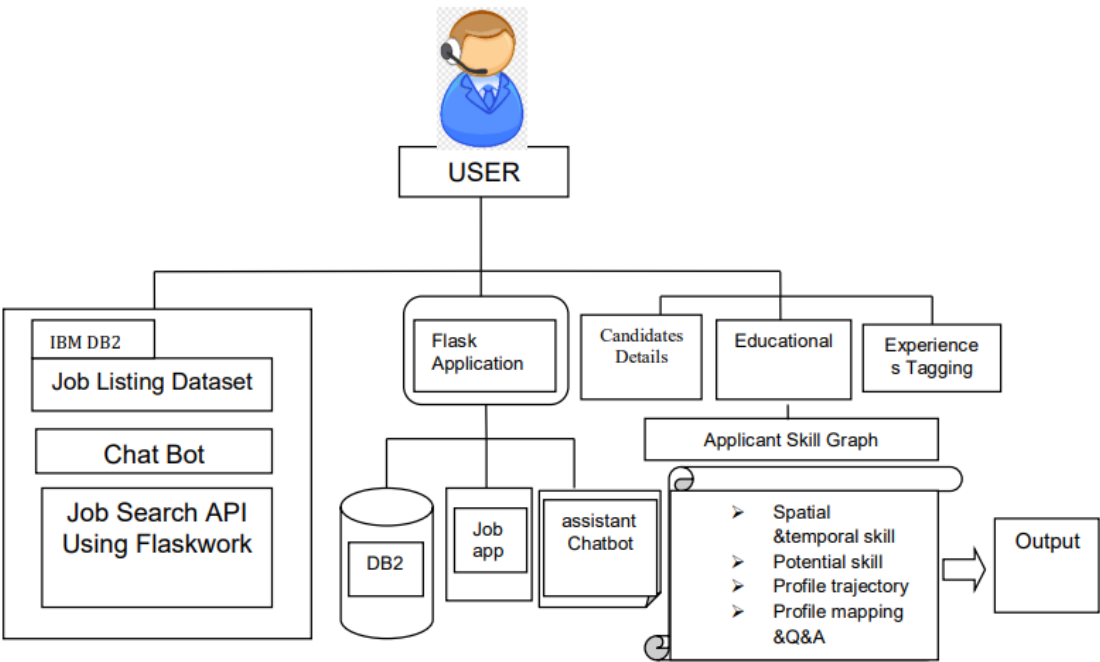 USER
IBM DB2
Job Listing Dataset
Chat Bot
Job Search API
Using Flaskwork
Flask
Application
DB2
Job
app
assistant
Chatbot
Candidates
Details
Educational
Experience
s Tagging
Applicant Skill Graph
➢ Spatial
&temporal skill
➢ Potential skill
➢ Profile trajectory
➢ Profile mapping
&Q&A
Output